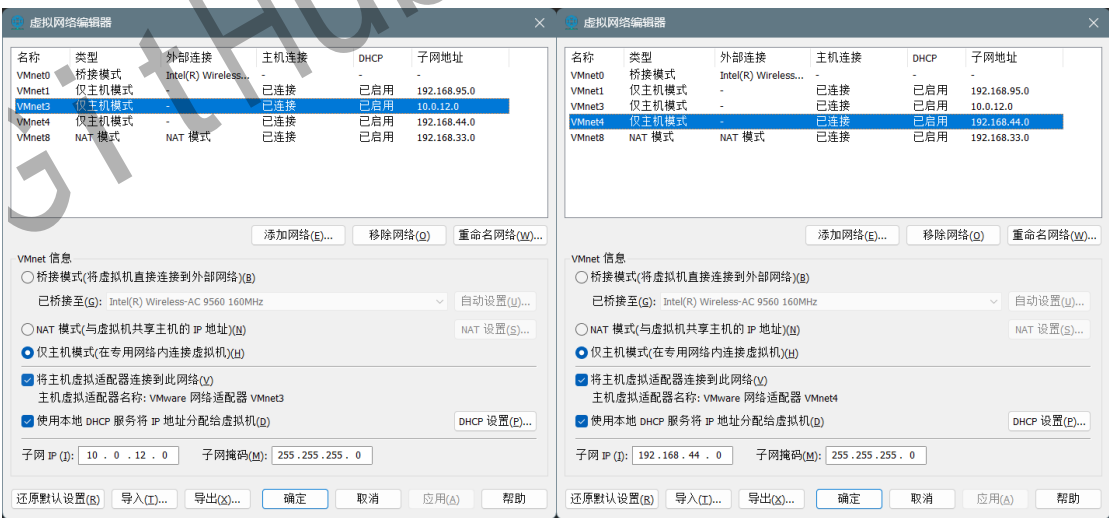 虚拟网络编辑器
名称 类型 外部连接 主机连接 DHCP 子网地址
VMnet0 桥接模式 Intel(R) Wireless... - - -
VMnet1 仅主机模式 - 已连接 已启用 192.168.95.0
VMnet3 仅主机模式 - 已连接 已启用 10.0.12.0
VMnet4 仅主机模式 - 已连接 已启用 192.168.44.0
VMnet8 NAT 模式 NAT 模式 已连接 已启用 192.168.33.0
添加网络(E)... 移除网络(O) 重命名网络(W)...
VMnet 信息
桥接模式(将虚拟机直接连接到外部网络)(B)
已桥接至(G): Intel(R) Wireless-AC 9560 160MHz 自动设置(U)...
NAT 模式(与虚拟机共享主机的 IP 地址)(N) NAT 设置(S)...
仅主机模式(在专用网络内连接虚拟机)(H)
将主机虚拟适配器连接到此网络(V)
主机虚拟适配器名称: VMware 网络适配器 VMnet3
使用本地 DHCP 服务将 IP 地址分配给虚拟机(D) DHCP 设置(P)...
子网 IP (I): 10 . 0 . 12 . 0 子网掩码(M): 255 . 255 . 255 . 0
还原默认设置(R) 导入(T)... 导出(X)... 确定 取消 应用(A) 帮助
虚拟网络编辑器
名称 类型 外部连接 主机连接 DHCP 子网地址
VMnet0 桥接模式 Intel(R) Wireless... - - -
VMnet1 仅主机模式 - 已连接 已启用 192.168.95.0
VMnet3 仅主机模式 - 已连接 已启用 10.0.12.0
VMnet4 仅主机模式 - 已连接 已启用 192.168.44.0
VMnet8 NAT 模式 NAT 模式 已连接 已启用 192.168.33.0
添加网络(E)... 移除网络(O) 重命名网络(W)...
VMnet 信息
桥接模式(将虚拟机直接连接到外部网络)(B)
已桥接至(G): Intel(R) Wireless-AC 9560 160MHz 自动设置(U)...
NAT 模式(与虚拟机共享主机的 IP 地址)(N) NAT 设置(S)...
仅主机模式(在专用网络内连接虚拟机)(H)
将主机虚拟适配器连接到此网络(V)
主机虚拟适配器名称: VMware 网络适配器 VMnet4
使用本地 DHCP 服务将 IP 地址分配给虚拟机(D) DHCP 设置(P)...
子网 IP (I): 192 . 168 . 44 . 0 子网掩码(M): 255 . 255 . 255 . 0
还原默认设置(R) 导入(T)... 导出(X)... 确定 取消 应用(A) 帮助
GitHub